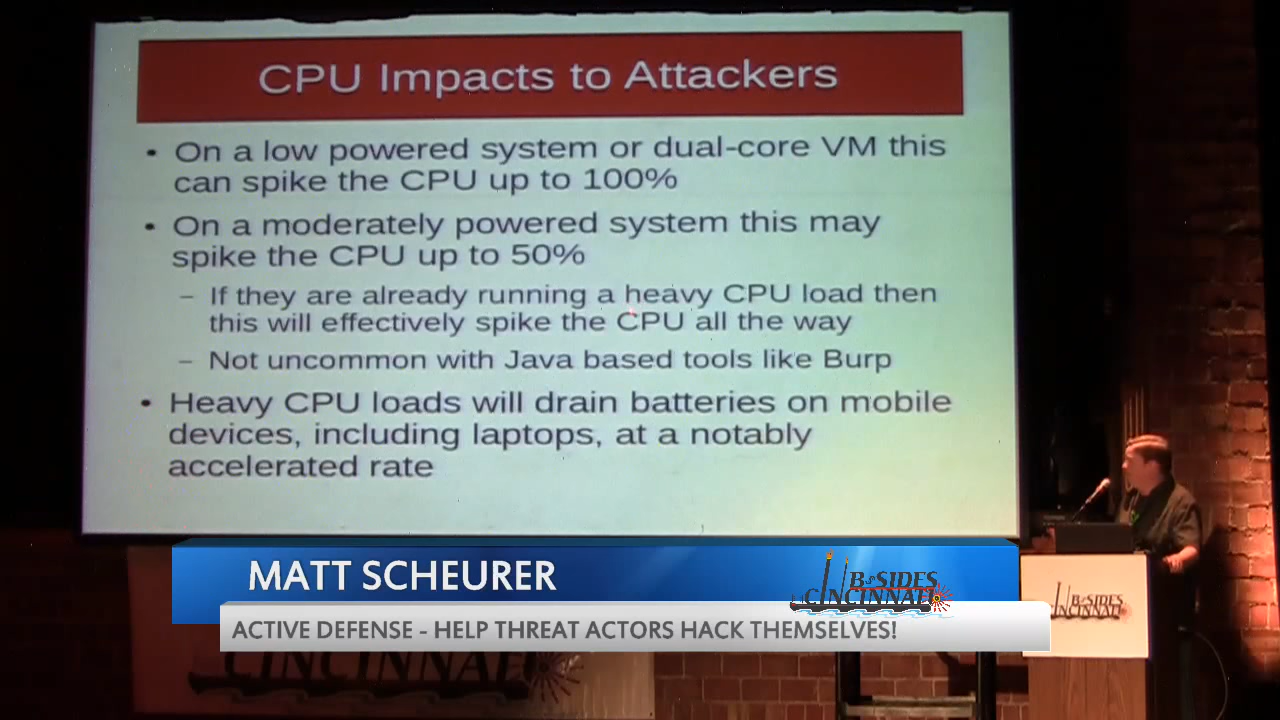 CPU Impacts to Attackers
• On a low powered system or dual-core VM this
can spike the CPU up to 100%
• On a moderately powered system this may
spike the CPU up to 50%
– If they are already running a heavy CPU load then
this will effectively spike the CPU all the way
– Not uncommon with Java based tools like Burp
• Heavy CPU loads will drain batteries on mobile
devices, including laptops, at a notably
accelerated rate
MATT SCHEURER
B SIDES
CINCINNATI
ACTIVE DEFENSE - HELP THREAT ACTORS HACK THEMSELVES!
B SIDES
CINCINNATI
CINCINNATI